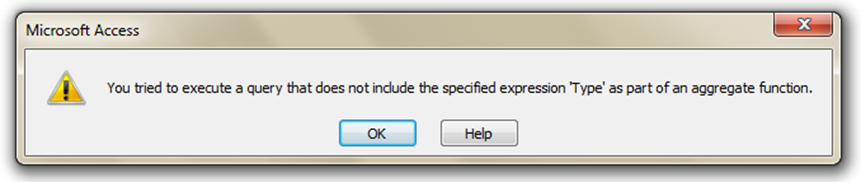 Microsoft Access
You tried to execute a query that does not include the specified expression 'Type' as part of an aggregate function.
OK
Help